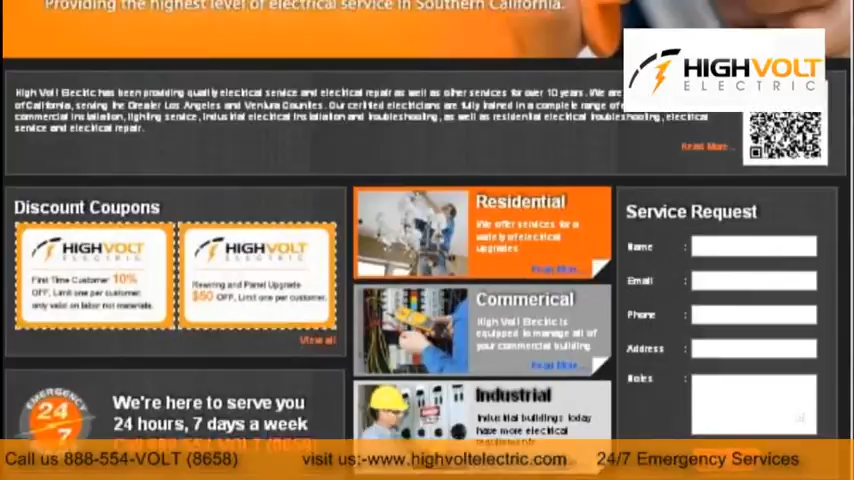 Providing the highest level of electrical service in Southern California.
HIGHVOLT
ELECTRIC
High Volt Electric has been providing quality electrical service and electrical repair as well as other services for over 10 years. We are
of California, serving the Greater Los Angeles and Ventura Counties. Our certified electricians are fully trained in a complete range of
commercial installation, lighting service, industrial electrical installation and troubleshooting, as well as residential electrical troubleshooting, electrical
service and electrical repair.
Read More...
Discount Coupons
HIGHVOLT
ELECTRIC
First Time Customer 10%
OFF, Limit one per customer,
only valid on labor not materials.
HIGHVOLT
ELECTRIC
Rewiring and Panel Upgrade
$50 OFF, Limit one per customer.
View all
EMERGENCY
24
7
We're here to serve you
24 hours, 7 days a week
Call 888-554-VOLT (8658)
Residential
We offer services for a
variety of electrical
upgrades
Read More...
Commerical
High Volt Electric is
equipped to manage all of
your commercial building
Read More...
Industrial
Industrial buildings today
have more electrical
requirements
Service Request
Name :
Email :
Phone :
Address :
Notes :
Call us 888-554-VOLT (8658) visit us:-www.highvoltelectric.com 24/7 Emergency Services